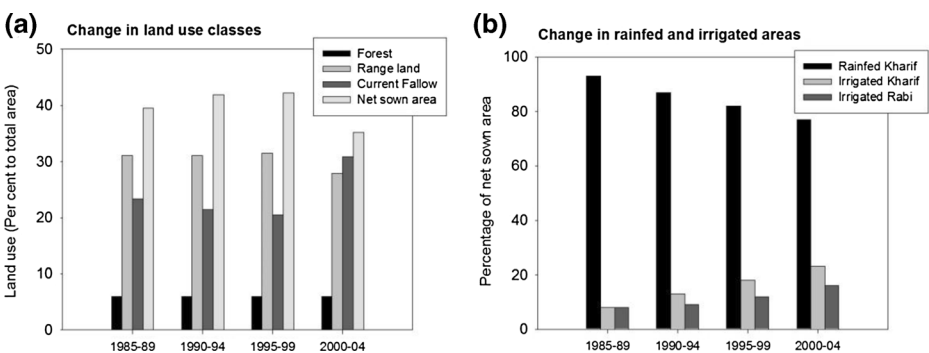 (a)
Change in land use classes
Forest
Range land
Current Fallow
Net sown area
Land use (Per cent to total area)
50
40
30
20
10
0
1985-89 1990-94 1995-99 2000-04
(b)
Change in rainfed and irrigated areas
Rainfed Kharif
Irrigated Kharif
Irrigated Rabi
Percentage of net sown area
100
80
60
40
20
0
1985-89 1990-94 1995-99 2000-04